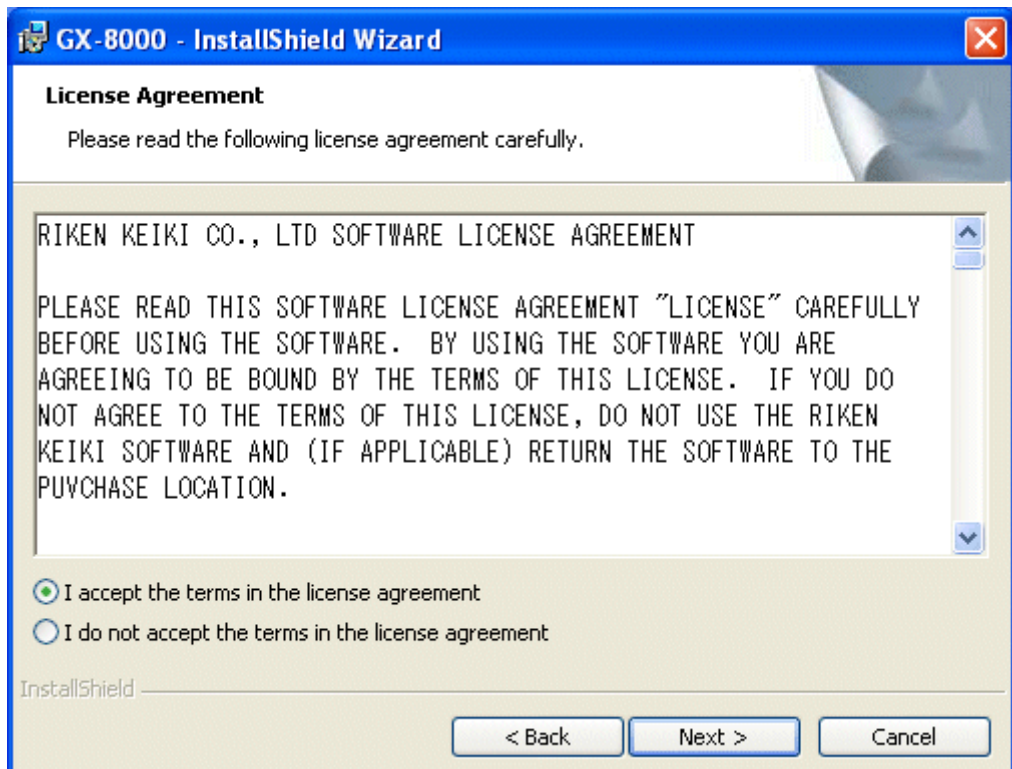 GX-8000 - InstallShield Wizard
License Agreement
Please read the following license agreement carefully.
RIKEN KEIKI CO., LTD SOFTWARE LICENSE AGREEMENT
PLEASE READ THIS SOFTWARE LICENSE AGREEMENT ″LICENSE″ CAREFULLY
BEFORE USING THE SOFTWARE.  BY USING THE SOFTWARE YOU ARE
AGREEING TO BE BOUND BY THE TERMS OF THIS LICENSE.  IF YOU DO
NOT AGREE TO THE TERMS OF THIS LICENSE, DO NOT USE THE RIKEN
KEIKI SOFTWARE AND (IF APPLICABLE) RETURN THE SOFTWARE TO THE
PUVCHASE LOCATION.
I accept the terms in the license agreement
I do not accept the terms in the license agreement
InstallShield
< Back
Next >
Cancel